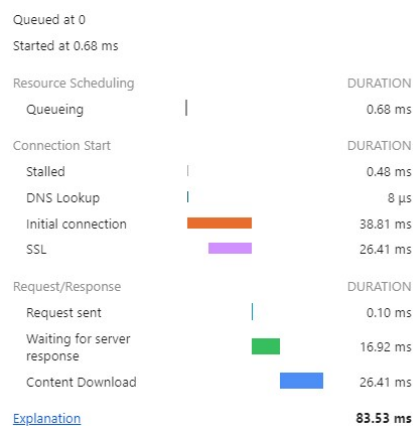 Queued at 0
Started at 0.68 ms
Resource Scheduling DURATION
Queueing 0.68 ms
Connection Start DURATION
Stalled 0.48 ms
DNS Lookup 8 μs
Initial connection 38.81 ms
SSL 26.41 ms
Request/Response DURATION
Request sent 0.10 ms
Waiting for server
response 16.92 ms
Content Download 26.41 ms
Explanation 83.53 ms